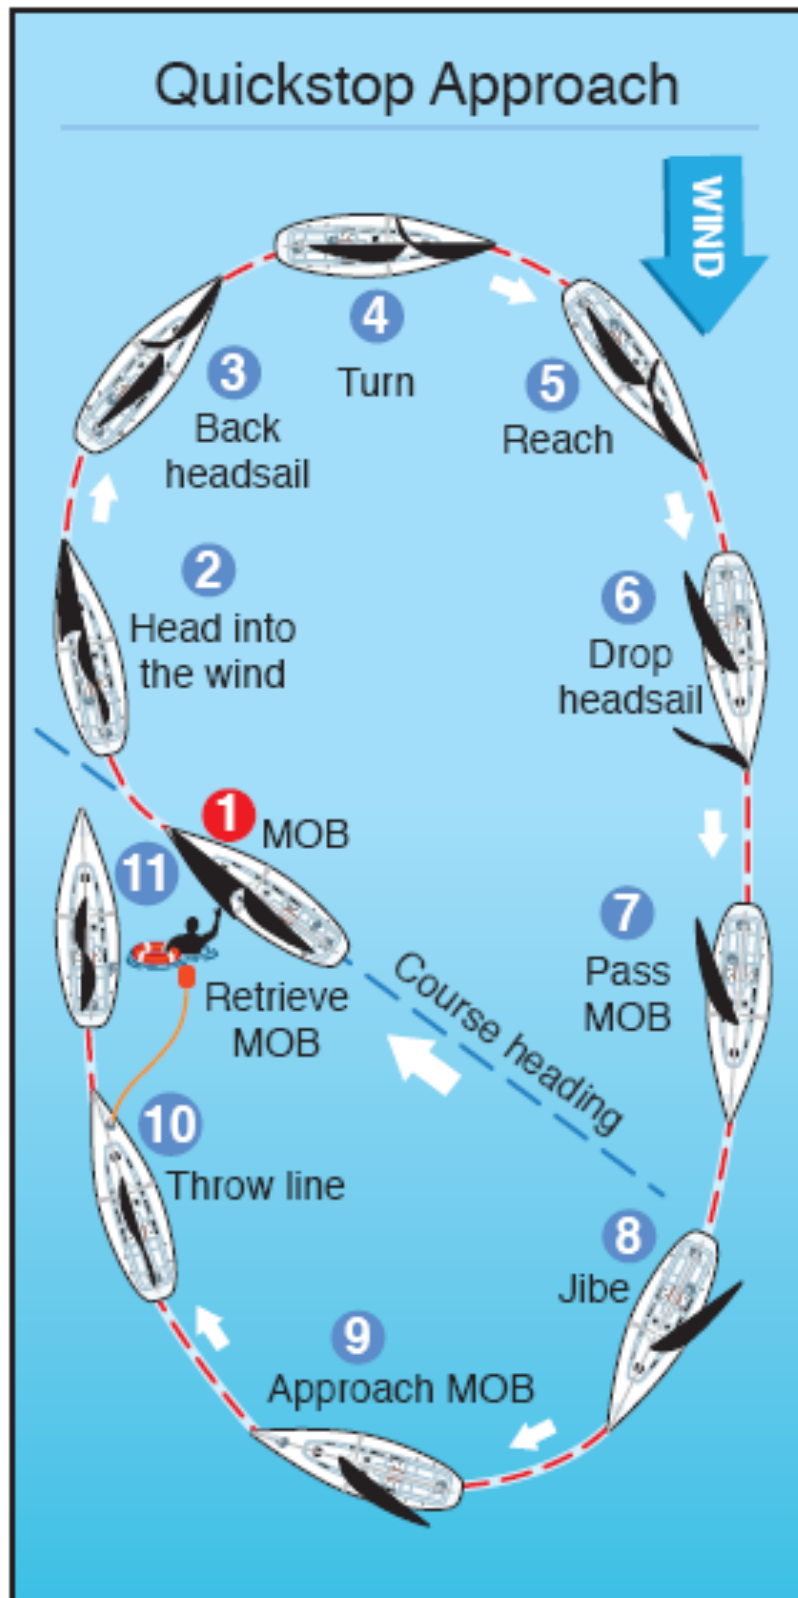 Quickstop Approach
WIND
4
Turn
3
Back
headsail
5
Reach
2
Head into
the wind
6
Drop
headsail
1
MOB
11
Retrieve
MOB
7
Pass
MOB
Course heading
10
Throw line
8
Jibe
9
Approach MOB